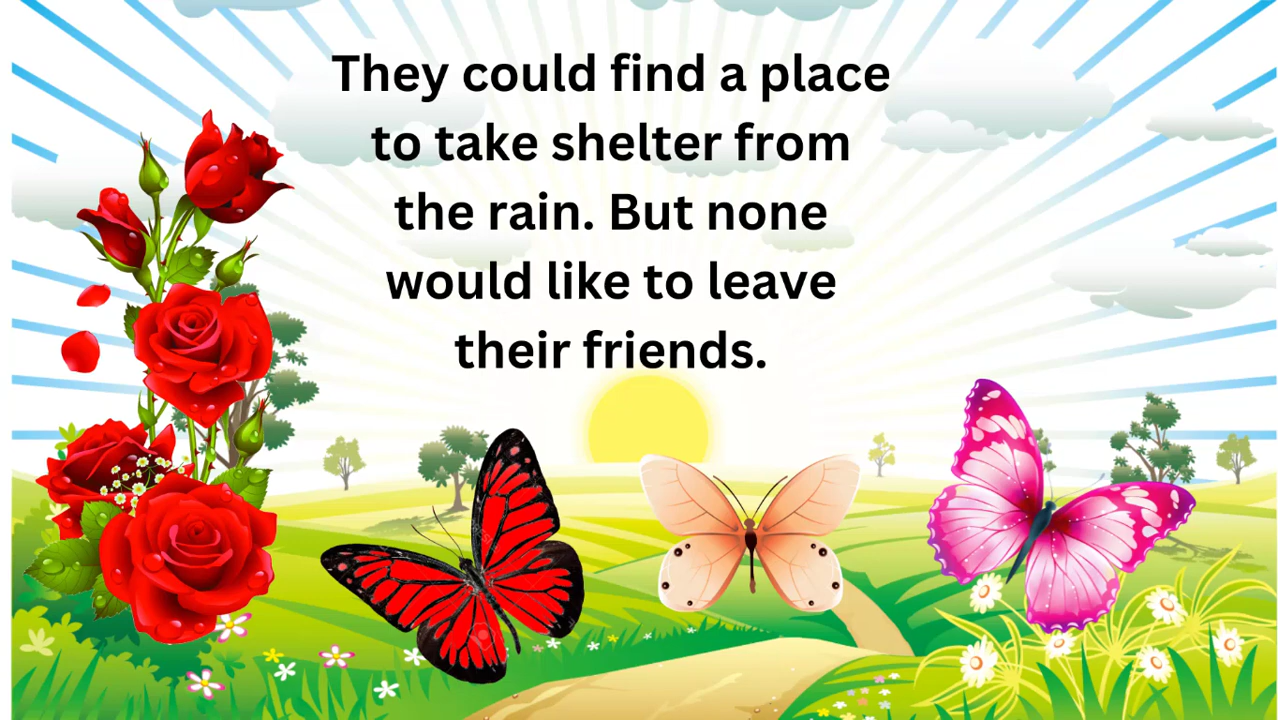 They could find a place
to take shelter from
the rain. But none
would like to leave
their friends.